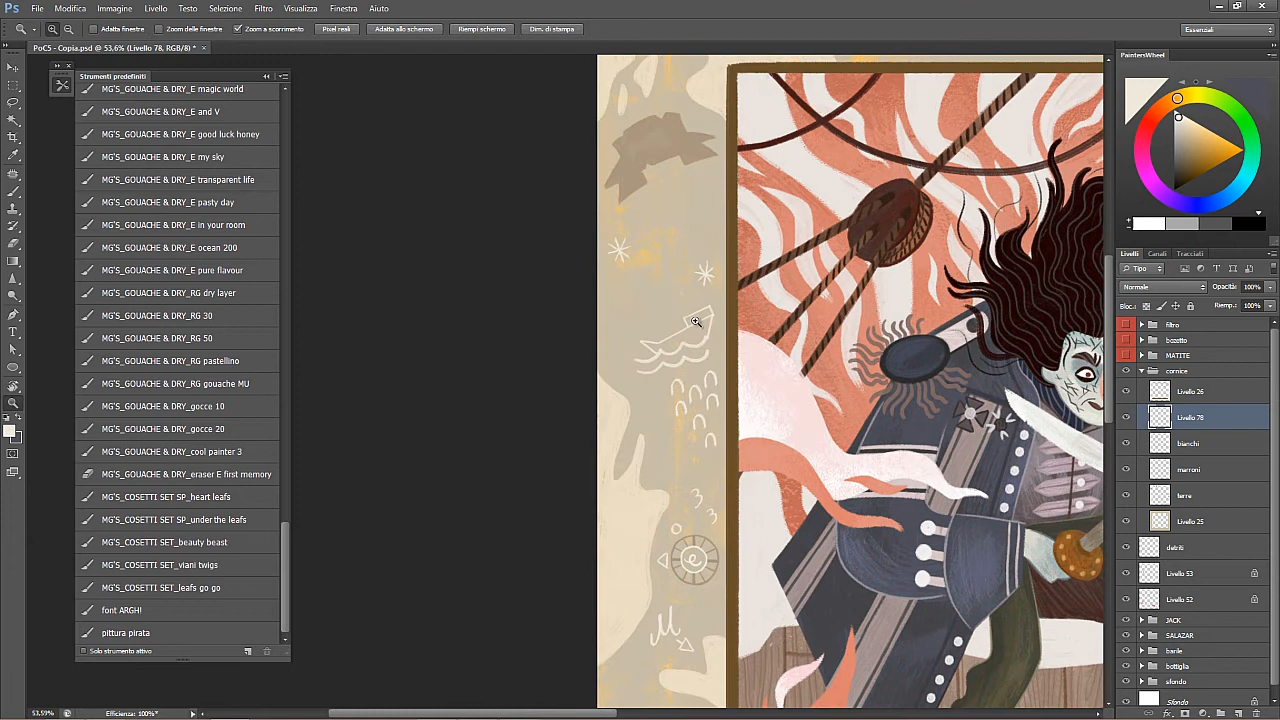 Ps File Modifica Immagine Livello Testo Selezione Filtro Visualizza Finestra Aiuto
Adatta finestre Zoom delle finestre Zoom a scorrimento Pixel reali Adatta allo schermo Riempi schermo Dim. di stampa Essenziali
PoC5 - Copia.psd @ 53,6% (Livello 78, RGB/8) *
Strumenti predefiniti
MG'S_GOUACHE & DRY_E magic world
MG'S_GOUACHE & DRY_E and V
MG'S_GOUACHE & DRY_E good luck honey
MG'S_GOUACHE & DRY_E my sky
MG'S_GOUACHE & DRY_E transparent life
MG'S_GOUACHE & DRY_E pasty day
MG'S_GOUACHE & DRY_E in your room
MG'S_GOUACHE & DRY_E ocean 200
MG'S_GOUACHE & DRY_E pure flavour
MG'S_GOUACHE & DRY_RG dry layer
MG'S_GOUACHE & DRY_RG 30
MG'S_GOUACHE & DRY_RG 50
MG'S_GOUACHE & DRY_RG pastellino
MG'S_GOUACHE & DRY_RG gouache MU
MG'S_GOUACHE & DRY_gocce 10
MG'S_GOUACHE & DRY_gocce 20
MG'S_GOUACHE & DRY_cool painter 3
MG'S_GOUACHE & DRY_eraser E first memory
MG'S_COSETTI SET SP_heart leafs
MG'S_COSETTI SET SP_under the leafs
MG'S_COSETTI SET_beauty beast
MG'S_COSETTI SET_viani twigs
MG'S_COSETTI SET_leafs go go
font ARGH!
pittura pirata
Solo strumento attivo
PaintersWheel
Livelli Canali Tracciati
Tipo
Normale Opacità: 100%
Bloc.: Riemp.: 100%
filtro
bozetto
MATITE
cornice
Livello 26
Livello 78
bianchi
marroni
terre
Livello 25
detriti
Livello 53
Livello 52
JACK
SALAZAR
barile
bottiglia
sfondo
Sfondo
53,59% Efficienza: 100%*